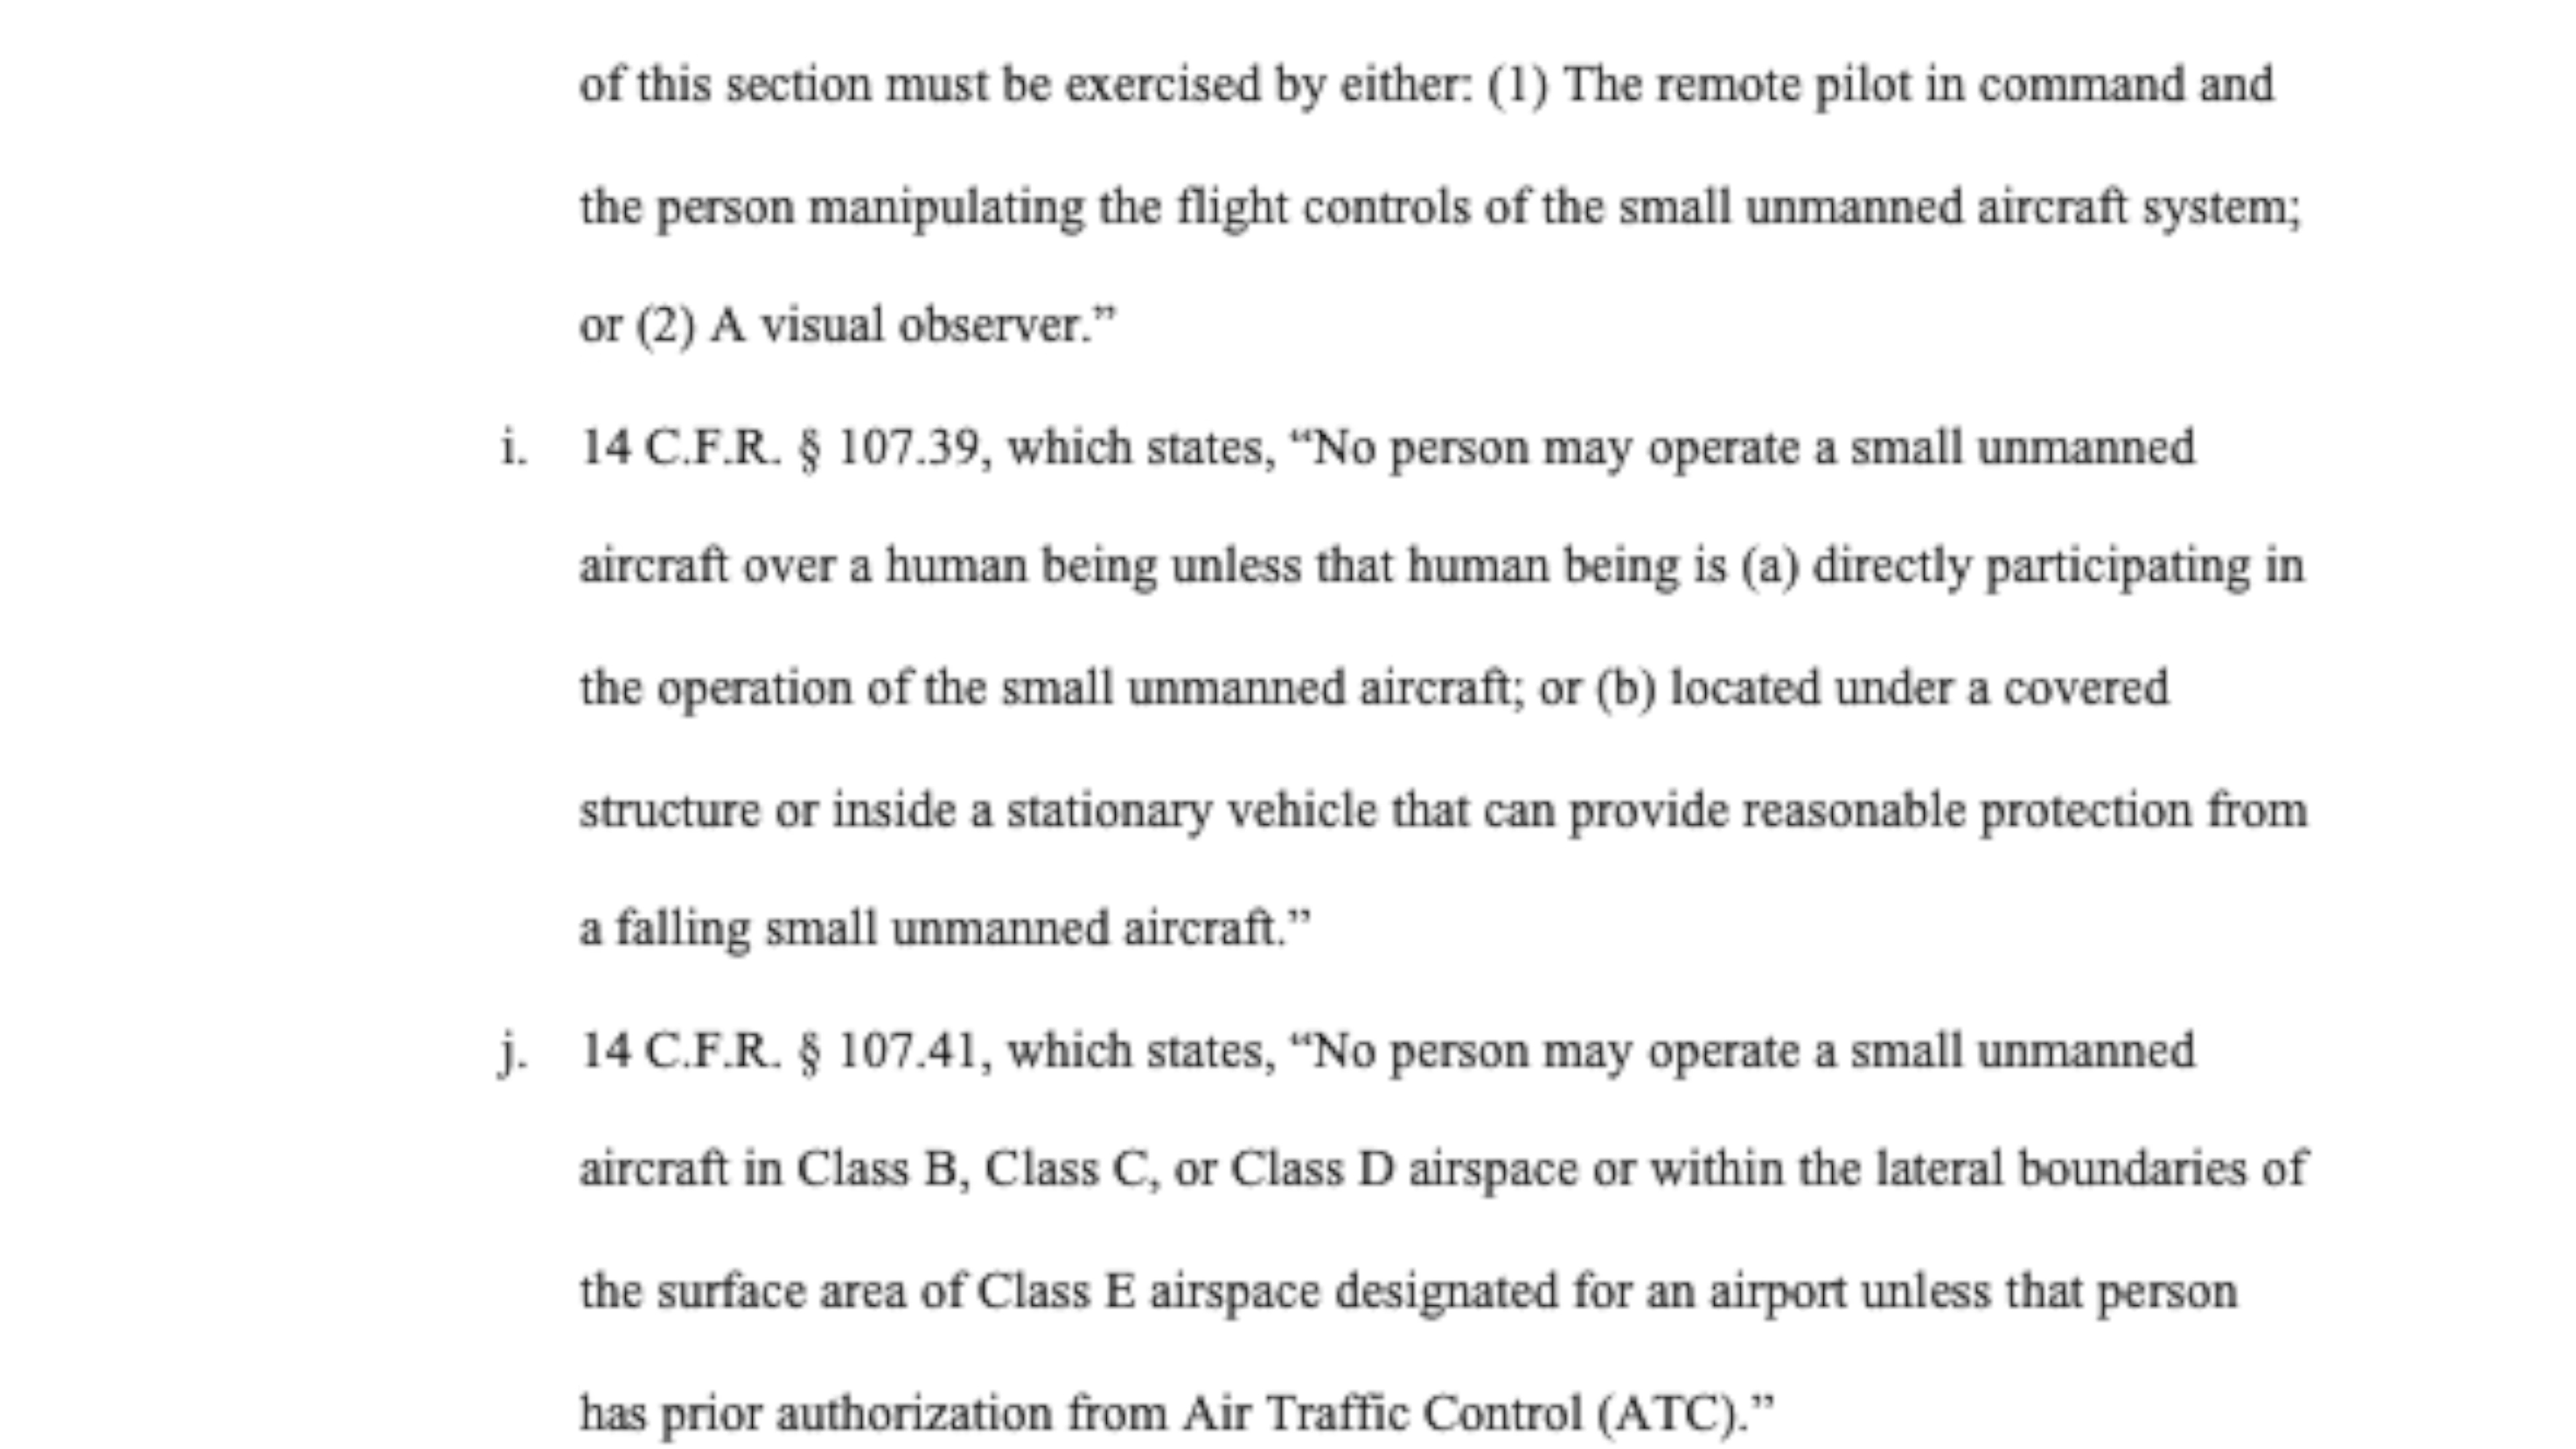 of this section must be exercised by either: (1) The remote pilot in command and
the person manipulating the flight controls of the small unmanned aircraft system;
or (2) A visual observer.”
i. 14 C.F.R. § 107.39, which states, “No person may operate a small unmanned
aircraft over a human being unless that human being is (a) directly participating in
the operation of the small unmanned aircraft; or (b) located under a covered
structure or inside a stationary vehicle that can provide reasonable protection from
a falling small unmanned aircraft.”
j. 14 C.F.R. § 107.41, which states, “No person may operate a small unmanned
aircraft in Class B, Class C, or Class D airspace or within the lateral boundaries of
the surface area of Class E airspace designated for an airport unless that person
has prior authorization from Air Traffic Control (ATC).”